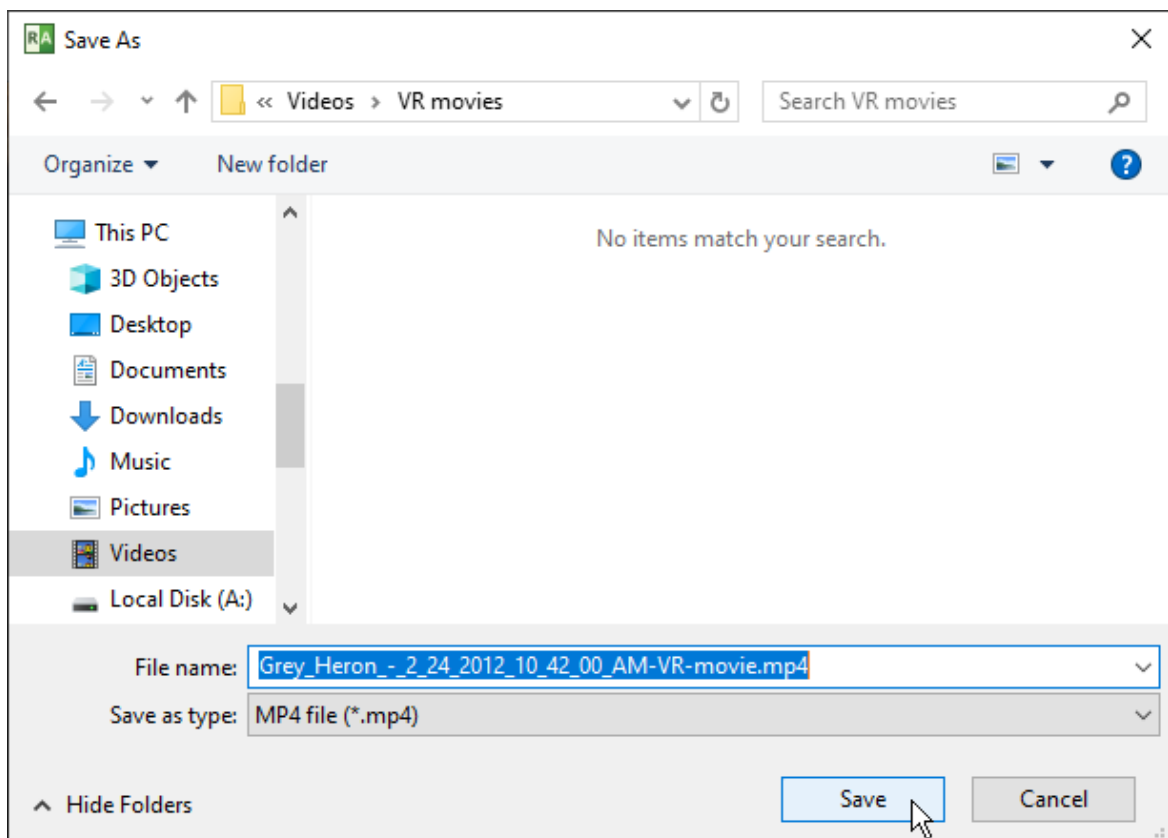 RA Save As
« Videos > VR movies
Search VR movies
Organize
New folder
?
This PC
3D Objects
Desktop
Documents
Downloads
Music
Pictures
Videos
Local Disk (A:)
No items match your search.
File name: Grey_Heron_-_2_24_2012_10_42_00_AM-VR-movie.mp4
Save as type: MP4 file (*.mp4)
Hide Folders
Save
Cancel